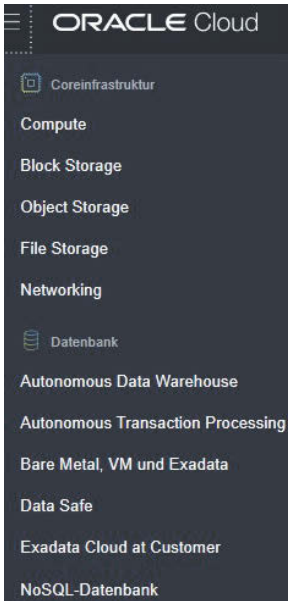 ORACLE Cloud
Coreinfrastruktur
Compute
Block Storage
Object Storage
File Storage
Networking
Datenbank
Autonomous Data Warehouse
Autonomous Transaction Processing
Bare Metal, VM und Exadata
Data Safe
Exadata Cloud at Customer
NoSQL-Datenbank